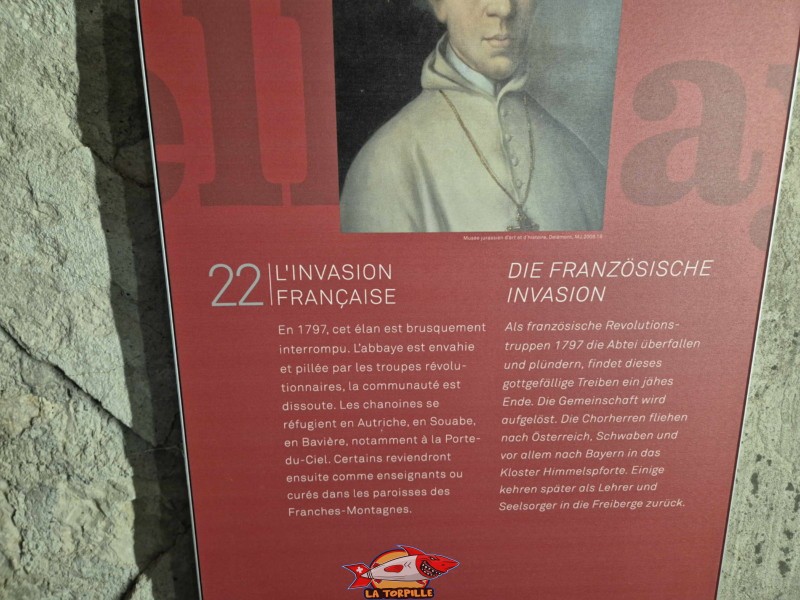 ell
ay
Musée jurassien d'art et d'histoire, Delémont, MJ 2008.16
22
L'INVASION
FRANÇAISE
En 1797, cet élan est brusquement
interrompu. L'abbaye est envahie
et pillée par les troupes révolu-
tionnaires, la communauté est
dissoute. Les chanoines se
réfugient en Autriche, en Souabe,
en Bavière, notamment à la Porte-
du-Ciel. Certains reviendront
ensuite comme enseignants ou
curés dans les paroisses des
Franches-Montagnes.
DIE FRANZÖSISCHE
INVASION
Als französische Revolutions-
truppen 1797 die Abtei überfallen
und plündern, findet dieses
gottgefällige Treiben ein jähes
Ende. Die Gemeinschaft wird
aufgelöst. Die Chorherren fliehen
nach Österreich, Schwaben und
vor allem nach Bayern in das
Kloster Himmelspforte. Einige
kehren später als Lehrer und
Seelsorger in die Freiberge zurück.
LA TORPILLE